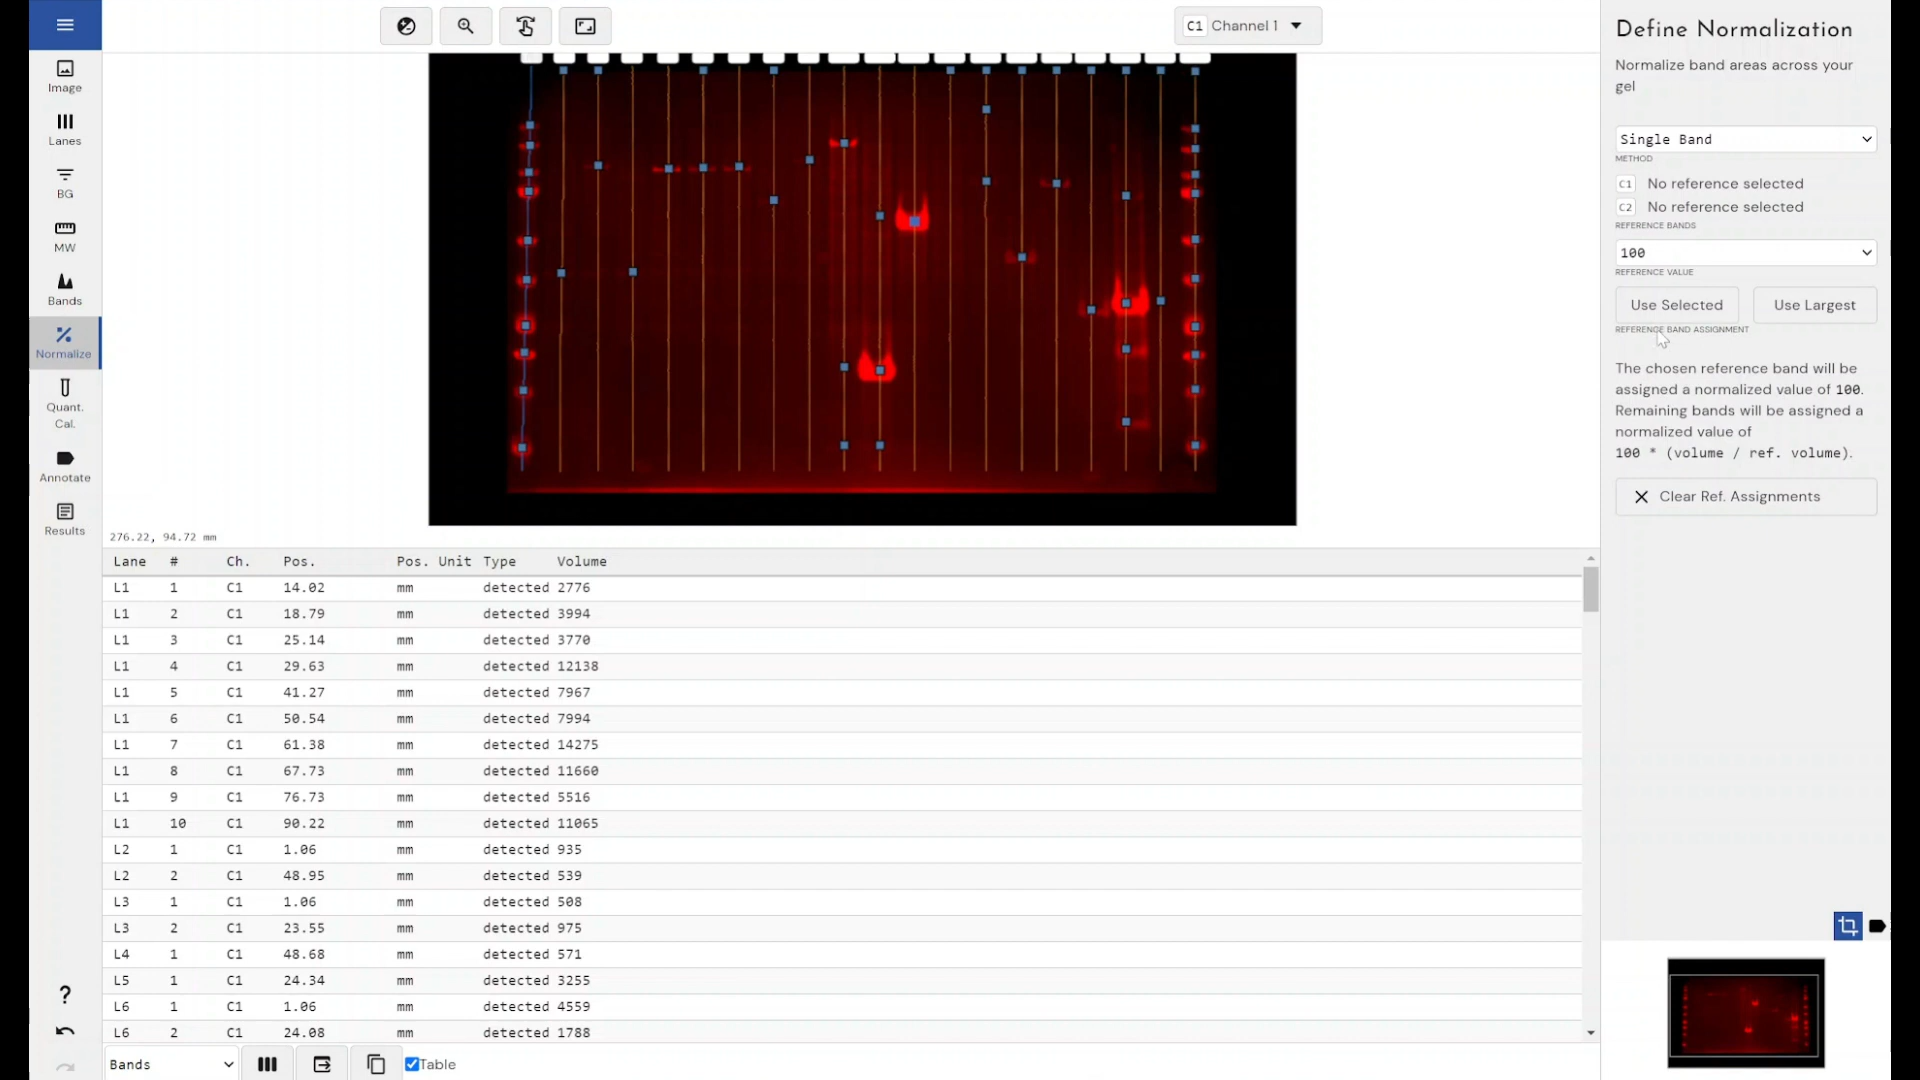 Image
Lanes
BG
MW
Bands
Normalize
Quant.
Cal.
Annotate
Results
?
C1 Channel 1
276.22, 94.72 mm
Lane # Ch. Pos. Pos. Unit Type Volume
L1 1 C1 14.02 mm detected 2776
L1 2 C1 18.79 mm detected 3994
L1 3 C1 25.14 mm detected 3770
L1 4 C1 29.63 mm detected 12138
L1 5 C1 41.27 mm detected 7967
L1 6 C1 50.54 mm detected 7994
L1 7 C1 61.38 mm detected 14275
L1 8 C1 67.73 mm detected 11660
L1 9 C1 76.73 mm detected 5516
L1 10 C1 90.22 mm detected 11065
L2 1 C1 1.06 mm detected 935
L2 2 C1 48.95 mm detected 539
L3 1 C1 1.06 mm detected 508
L3 2 C1 23.55 mm detected 975
L4 1 C1 48.68 mm detected 571
L5 1 C1 24.34 mm detected 3255
L6 1 C1 1.06 mm detected 4559
L6 2 C1 24.08 mm detected 1788
Bands
Table
Define Normalization
Normalize band areas across your
gel
Single Band
METHOD
C1 No reference selected
C2 No reference selected
REFERENCE BANDS
100
REFERENCE VALUE
Use Selected Use Largest
REFERENCE BAND ASSIGNMENT
The chosen reference band will be
assigned a normalized value of 100.
Remaining bands will be assigned a
normalized value of
100 * (volume / ref. volume).
Clear Ref. Assignments